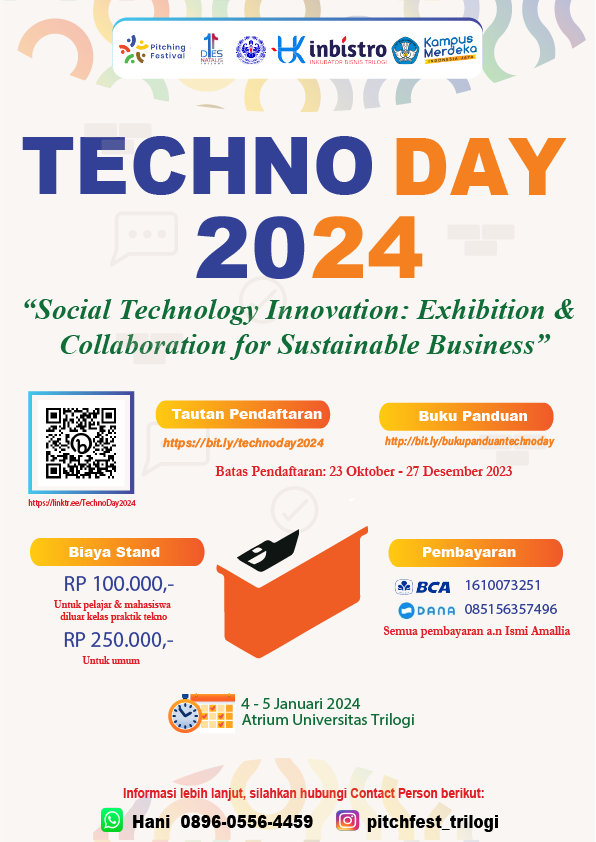 Pitching
Festival
DIES
NATALIS
inbistro
INKUBATOR BISNIS TRILOGI
Kampus
Merdeka
INDONESIA JAYA
TECHNO DAY
2024
“Social Technology Innovation: Exhibition &
Collaboration for Sustainable Business”
Tautan Pendaftaran
https://bit.ly/technoday2024
Buku Panduan
http://bit.ly/bukupanduantechnoday
Batas Pendaftaran: 23 Oktober - 27 Desember 2023
https://linktr.ee/TechnoDay2024
Biaya Stand
RP 100.000,-
Untuk pelajar & mahasiswa
diluar kelas praktik tekno
RP 250.000,-
Untuk umum
Pembayaran
BCA 1610073251
DANA 085156357496
Semua pembayaran a.n Ismi Amallia
4 - 5 Januari 2024
Atrium Universitas Trilogi
Informasi lebih lanjut, silahkan hubungi Contact Person berikut:
Hani 0896-0556-4459 pitchfest_trilogi